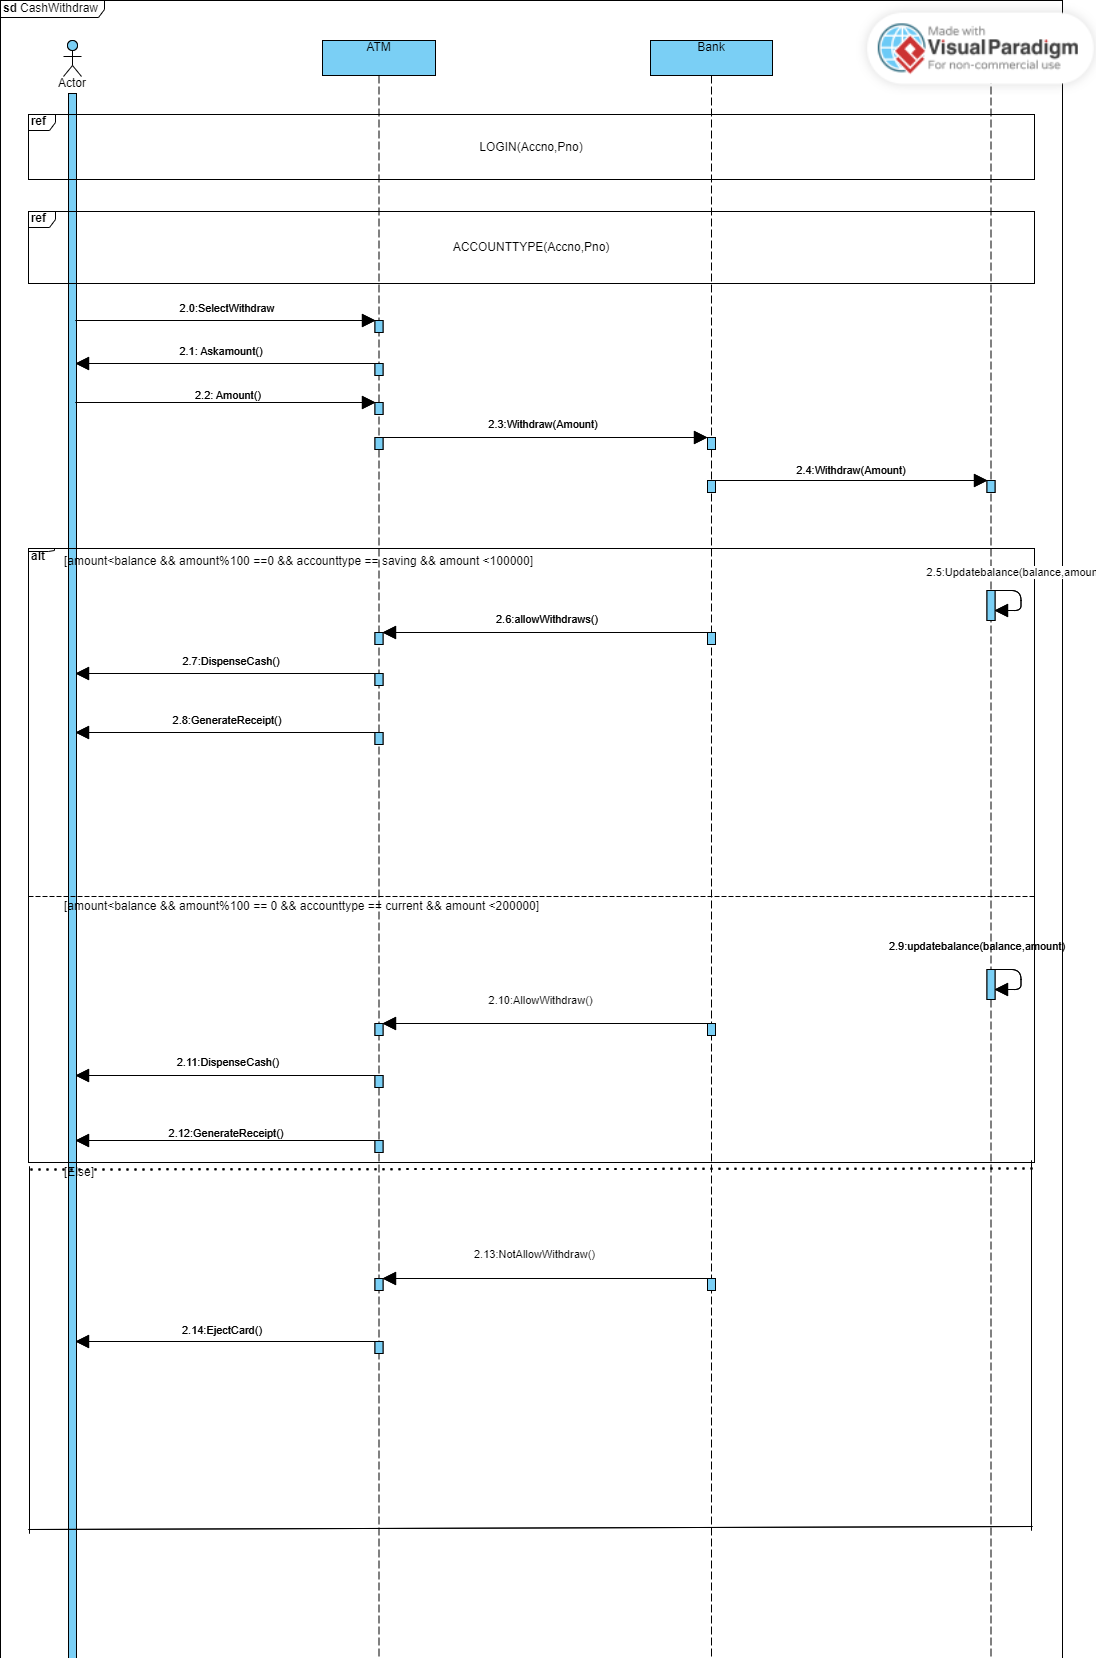 sd CashWithdraw
Made with
Visual Paradigm
For non-commercial use
ATM
Bank
Actor
ref
LOGIN(Accno,Pno)
ref
ACCOUNTTYPE(Accno,Pno)
2.0:SelectWithdraw
2.1: Askamount()
2.2: Amount()
2.3:Withdraw(Amount)
2.4:Withdraw(Amount)
alt
[amount<balance && amount%100 ==0 && accounttype == saving && amount <100000]
2.5:Updatebalance(balance,amoun
2.6:allowWithdraws()
2.7:DispenseCash()
2.8:GenerateReceipt()
[amount<balance && amount%100 == 0 && accounttype == current && amount <200000]
2.9:updatebalance(balance,amount)
2.10:AllowWithdraw()
2.11:DispenseCash()
2.12:GenerateReceipt()
[Else]
2.13:NotAllowWithdraw()
2.14:EjectCard()